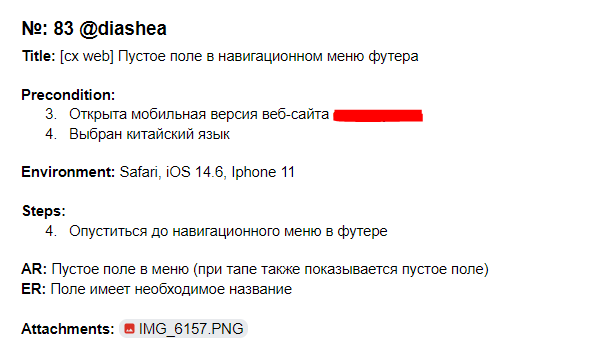 №: 83 @diashea
Title: [cx web] Пустое поле в навигационном меню футера
Precondition:
3. Открыта мобильная версия веб-сайта
4. Выбран китайский язык
Environment: Safari, iOS 14.6, Iphone 11
Steps:
4. Опуститься до навигационного меню в футере
AR: Пустое поле в меню (при тапе также показывается пустое поле)
ER: Поле имеет необходимое название
Attachments: IMG_6157.PNG